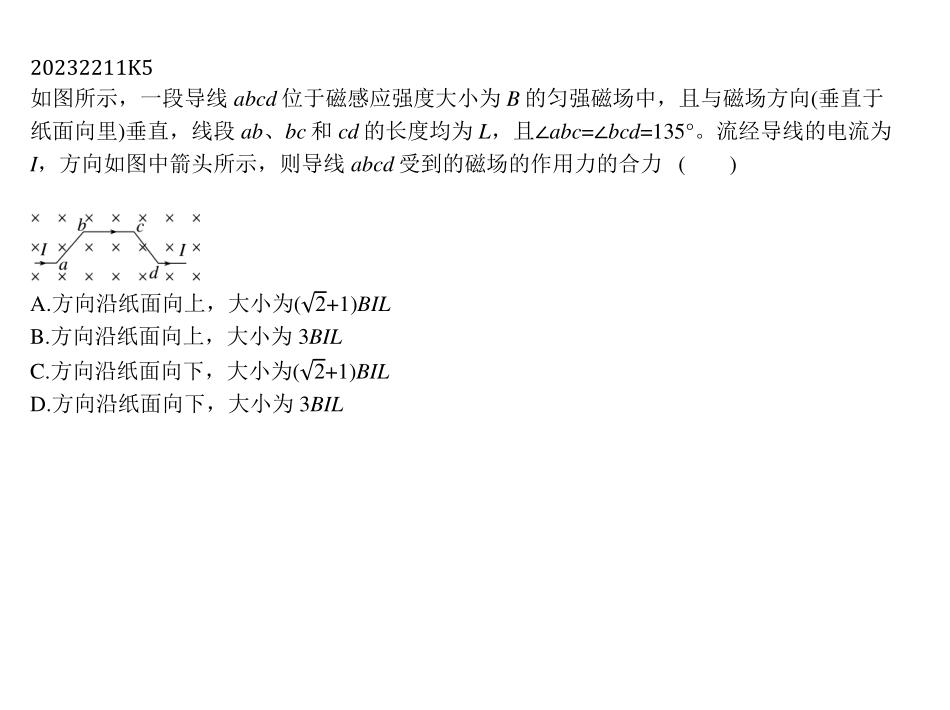 20232211K5
如图所示，一段导线 abcd 位于磁感应强度大小为 B 的匀强磁场中，且与磁场方向(垂直于
纸面向里)垂直，线段 ab、bc 和 cd 的长度均为 L，且∠abc=∠bcd=135°。流经导线的电流为
I，方向如图中箭头所示，则导线 abcd 受到的磁场的作用力的合力 (　　)
× × × × × × ×
b c
× I × × × × × I ×
a d
× × × × × × ×
A.方向沿纸面向上，大小为(√2+1)BIL
B.方向沿纸面向上，大小为 3BIL
C.方向沿纸面向下，大小为(√2+1)BIL
D.方向沿纸面向下，大小为 3BIL